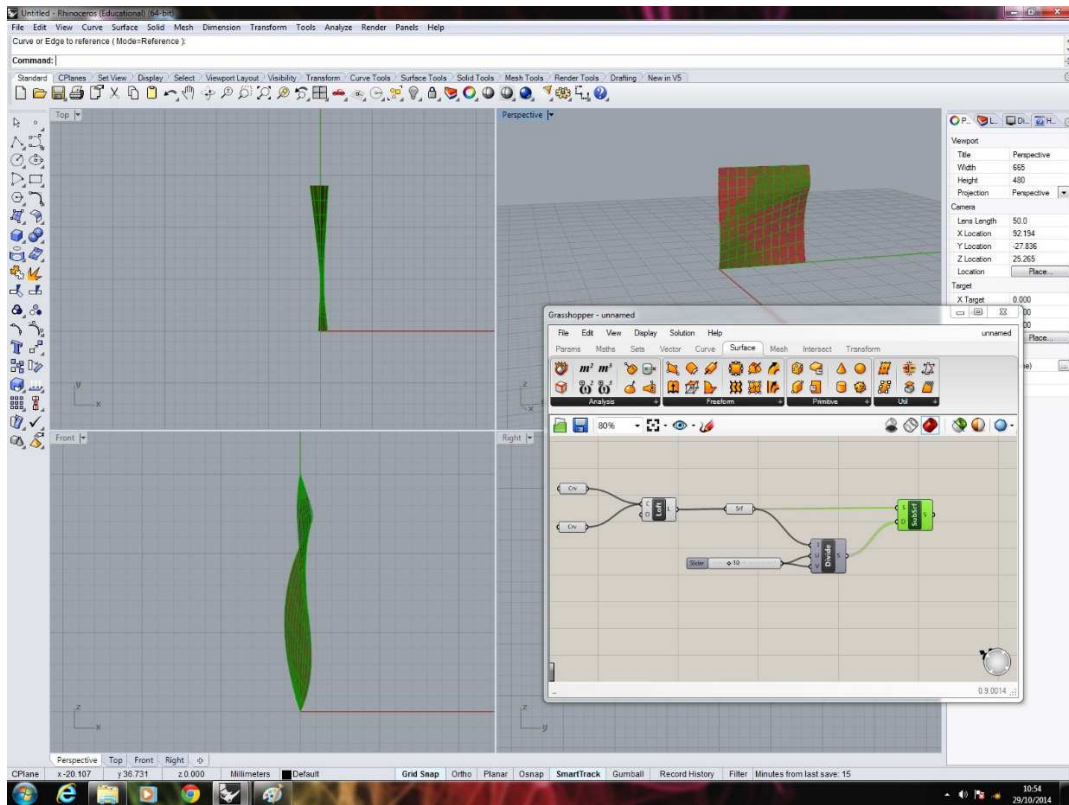 Untitled - Rhinoceros (Educational) (64-bit)
File Edit View Curve Surface Solid Mesh Dimension Transform Tools Analyze Render Panels Help
Curve or Edge to reference ( Mode=Reference ):
Command:
Standard CPlanes Set View Display Select Viewport Layout Visibility Transform Curve Tools Surface Tools Solid Tools Mesh Tools Render Tools Drafting New in V5
Top
Perspective
P... L... Di... H...
Viewport
Title Perspective
Width 665
Height 480
Projection Perspective
Camera
Lens Length 50.0
X Location 92.194
Y Location -27.836
Z Location 25.265
Location Place...
Target
X Target 0.000
Place...
y
x
z
x
Grasshopper - unnamed
File Edit View Display Solution Help unnamed
Params Maths Sets Vector Curve Surface Mesh Intersect Transform
Analysis Freeform Primitive Util
80%
Front
Right
Crv
Crv
C
O
Loft
L
Srf
Slider 10
S
U
V
Divide
S
S
D
SubSrf
S
0.9.0014
z
x
z
y
Perspective Top Front Right
CPlane x -20.107 y 36.731 z 0.000 Millimeters Default Grid Snap Ortho Planar Osnap SmartTrack Gumball Record History Filter Minutes from last save: 15
10:54
29/10/2014